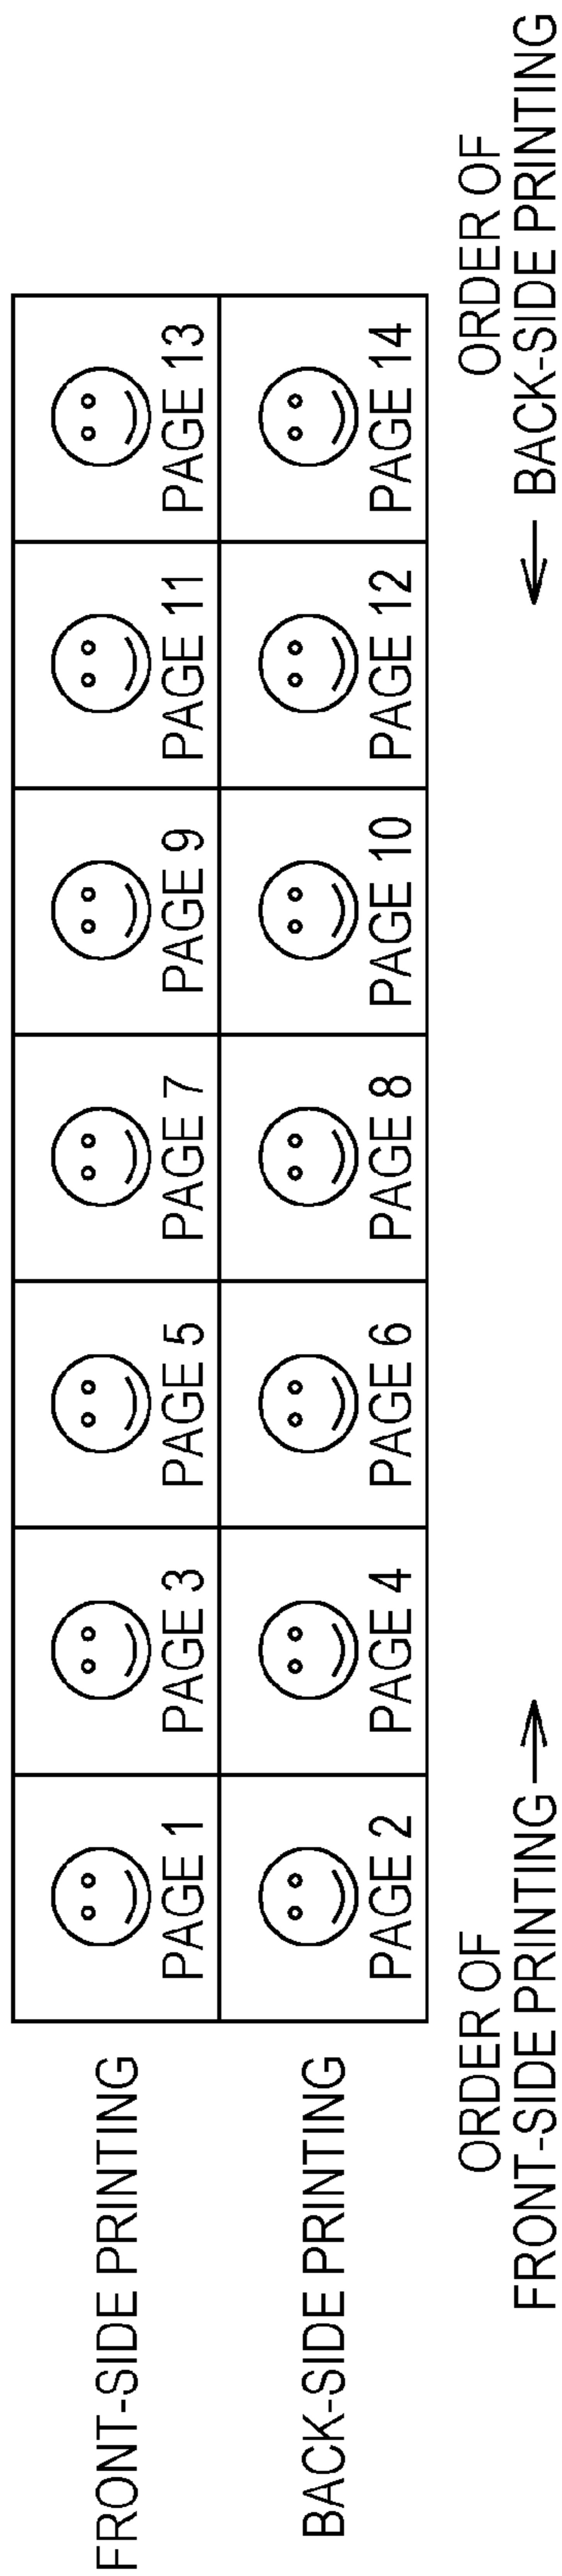 FRONT-SIDE PRINTING
PAGE 1
PAGE 3
PAGE 5
PAGE 7
PAGE 9
PAGE 11
PAGE 13
BACK-SIDE PRINTING
PAGE 2
PAGE 4
PAGE 6
PAGE 8
PAGE 10
PAGE 12
PAGE 14
ORDER OF
FRONT-SIDE PRINTING →
ORDER OF
← BACK-SIDE PRINTING